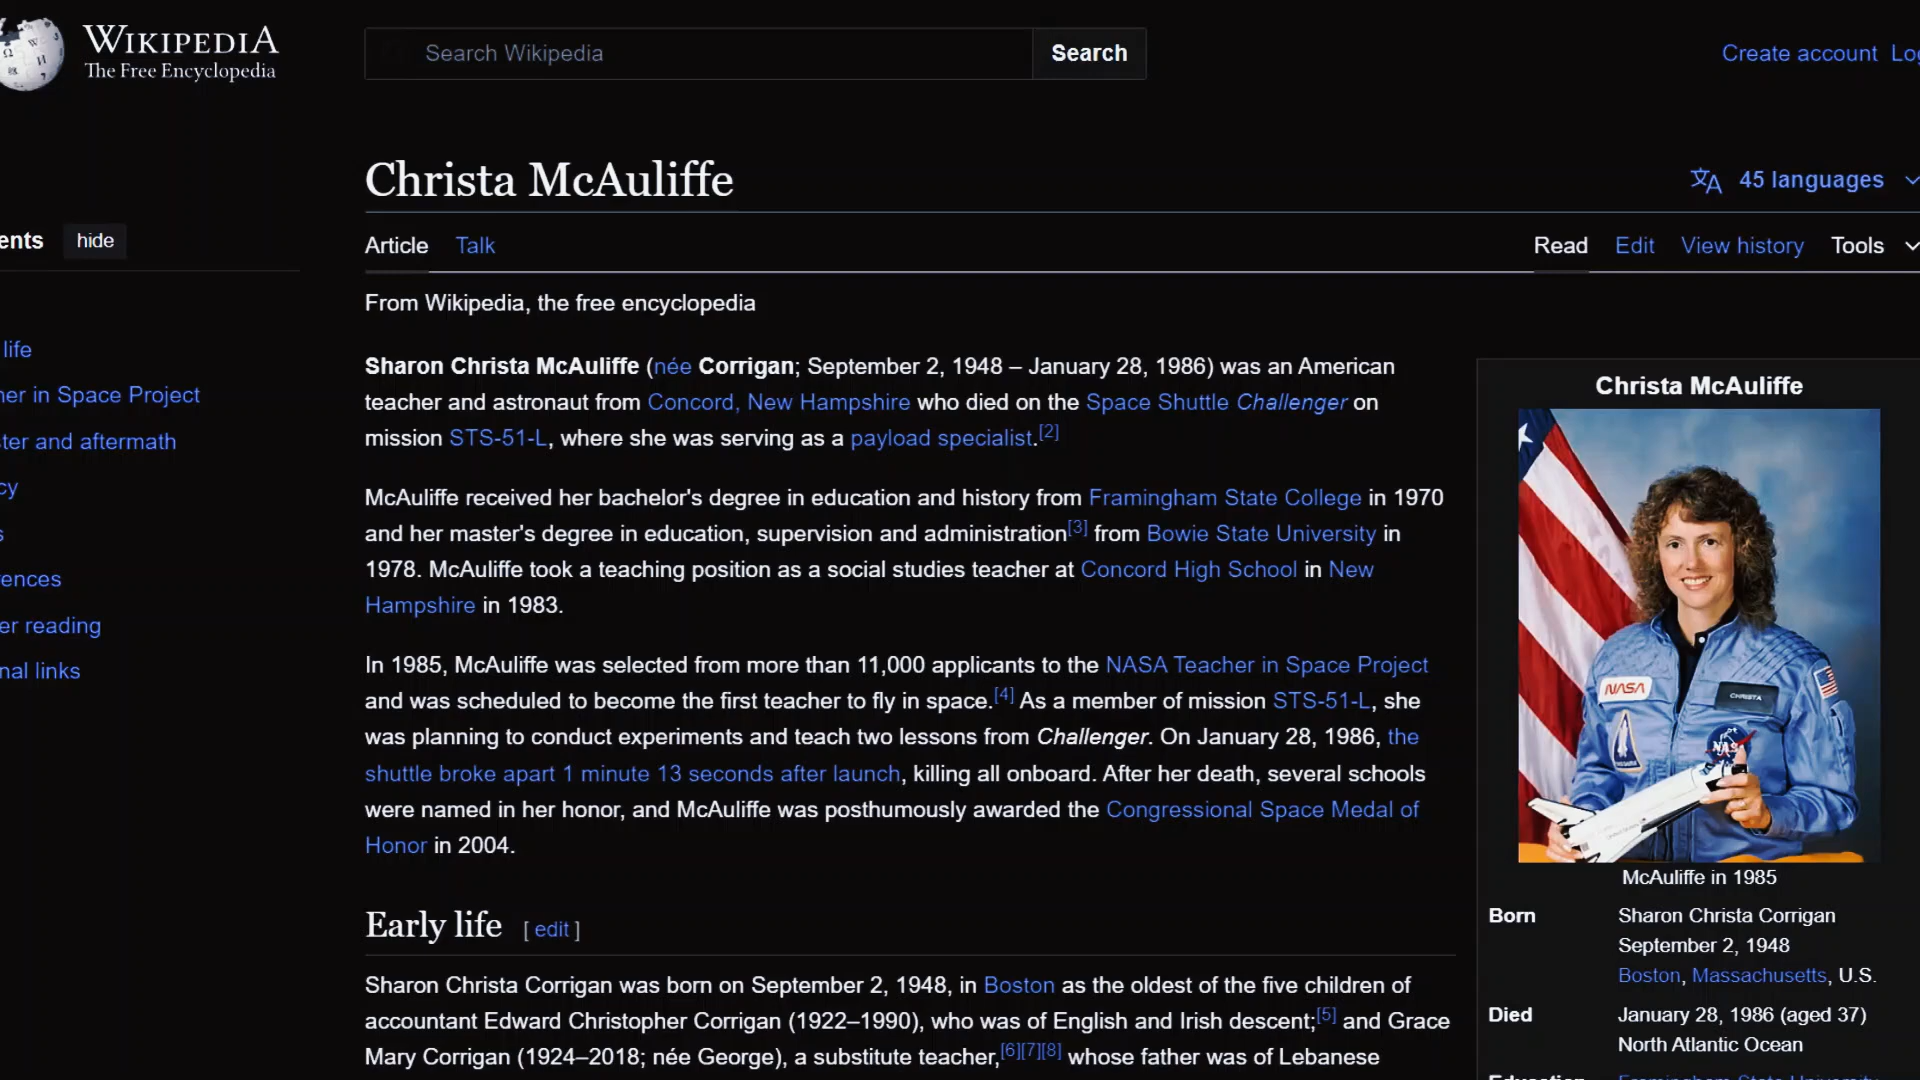 WIKIPEDIA
The Free Encyclopedia
Search Wikipedia
Search
Create account
Christa McAuliffe
45 languages
ents
hide
Article Talk
Read Edit View history Tools
From Wikipedia, the free encyclopedia
life
er in Space Project
ter and aftermath
cy
s
ences
er reading
nal links
Sharon Christa McAuliffe (née Corrigan; September 2, 1948 – January 28, 1986) was an American
teacher and astronaut from Concord, New Hampshire who died on the Space Shuttle Challenger on
mission STS-51-L, where she was serving as a payload specialist.[2]
McAuliffe received her bachelor's degree in education and history from Framingham State College in 1970
and her master's degree in education, supervision and administration[3] from Bowie State University in
1978. McAuliffe took a teaching position as a social studies teacher at Concord High School in New
Hampshire in 1983.
In 1985, McAuliffe was selected from more than 11,000 applicants to the NASA Teacher in Space Project
and was scheduled to become the first teacher to fly in space.[4] As a member of mission STS-51-L, she
was planning to conduct experiments and teach two lessons from Challenger. On January 28, 1986, the
shuttle broke apart 1 minute 13 seconds after launch, killing all onboard. After her death, several schools
were named in her honor, and McAuliffe was posthumously awarded the Congressional Space Medal of
Honor in 2004.
Early life [ edit ]
Sharon Christa Corrigan was born on September 2, 1948, in Boston as the oldest of the five children of
accountant Edward Christopher Corrigan (1922–1990), who was of English and Irish descent;[5] and Grace
Mary Corrigan (1924–2018; née George), a substitute teacher,[6][7][8] whose father was of Lebanese
Christa McAuliffe
NASA
CHRISTA
NASA
McAuliffe in 1985
Born Sharon Christa Corrigan
September 2, 1948
Boston, Massachusetts, U.S.
Died January 28, 1986 (aged 37)
North Atlantic Ocean